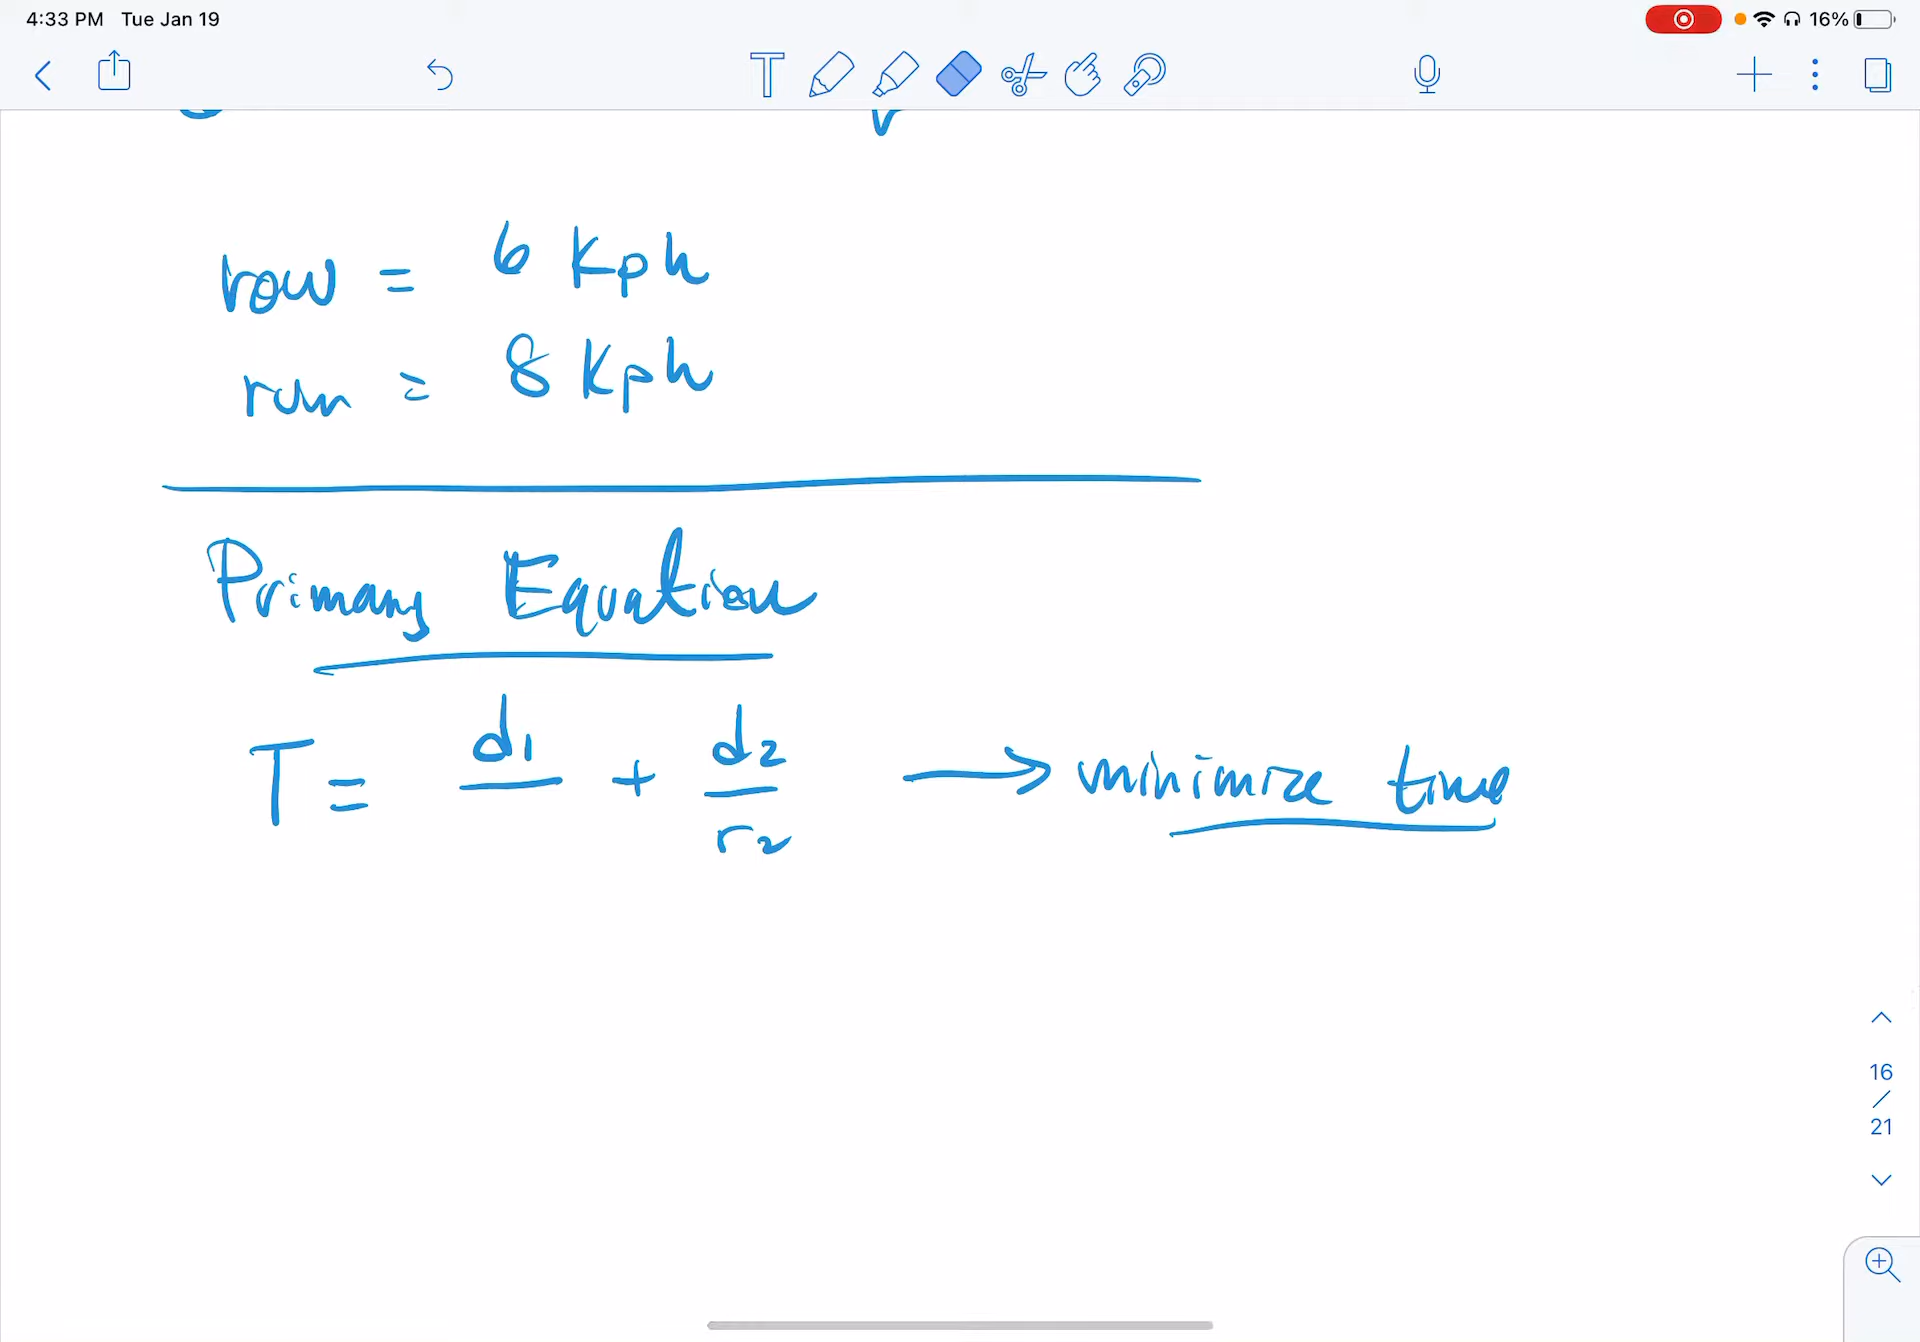 4:33 PM Tue Jan 19
16%
T
row = 6 Kph
run = 8 Kph
Primary Equation
T = d1/ + d2/r2 → minimize time
16
/
21